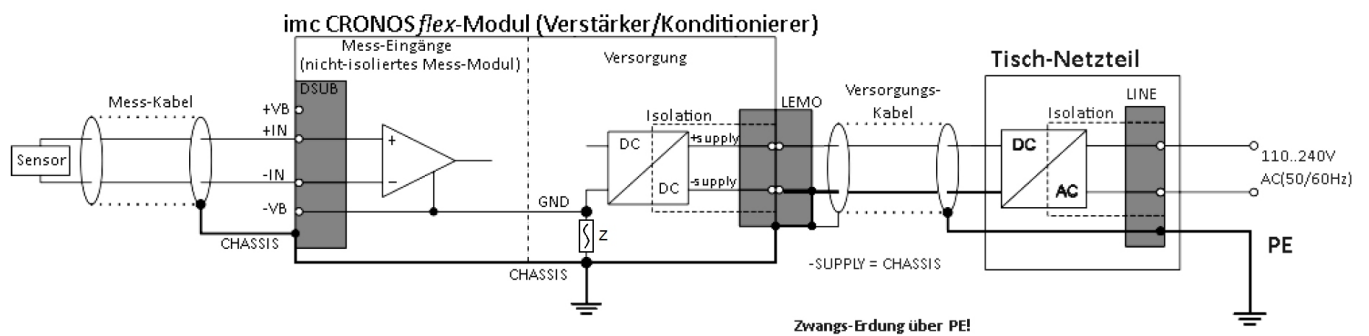 imc CRONOSflex-Modul (Verstärker/Konditionierer)
Mess-Eingänge
(nicht-isoliertes Mess-Modul)
Versorgung
Tisch-Netzteil
DSUB
Mess-Kabel
+VB
+IN
-IN
-VB
Sensor
CHASSIS
+
-
GND
Z
CHASSIS
Isolation
DC
DC
+supply
-supply
LEMO
Versorgungs-
Kabel
-SUPPLY = CHASSIS
LINE
Isolation
DC
AC
110..240V
AC(50/60Hz)
PE
Zwangs-Erdung über PE!